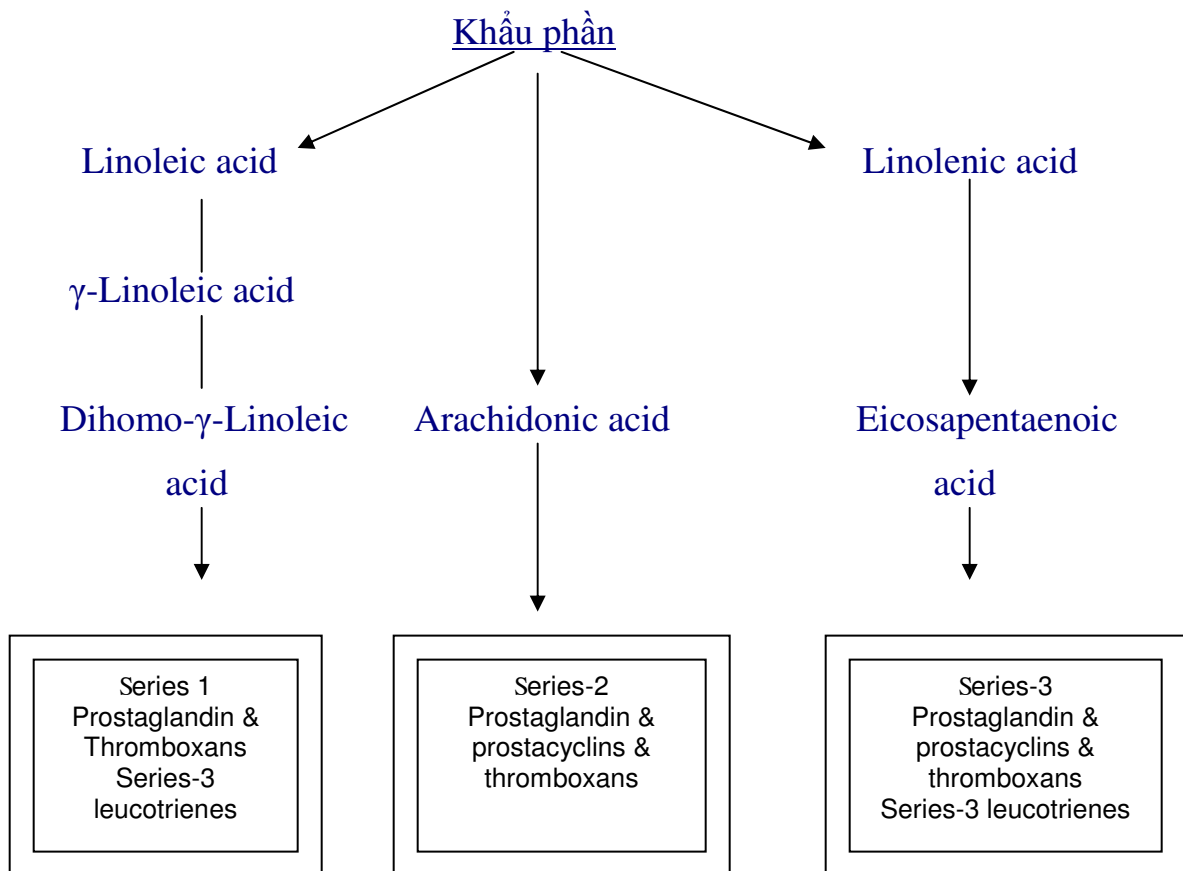 Khẩu phần
Linoleic acid
Linolenic acid
γ-Linoleic acid
Dihomo-γ-Linoleic
acid
Arachidonic acid
Eicosapentaenoic
acid
Series 1
Prostaglandin &
Thromboxans
Series-3
leucotrienes
Series-2
Prostaglandin &
prostacyclins &
thromboxans
Series-3
Prostaglandin &
prostacyclins &
thromboxans
Series-3 leucotrienes